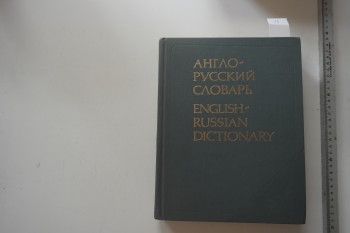 АНГЛО-
РУССКИЙ
СЛОВАРЬ
ENGLISH-
RUSSIAN
DICTIONARY